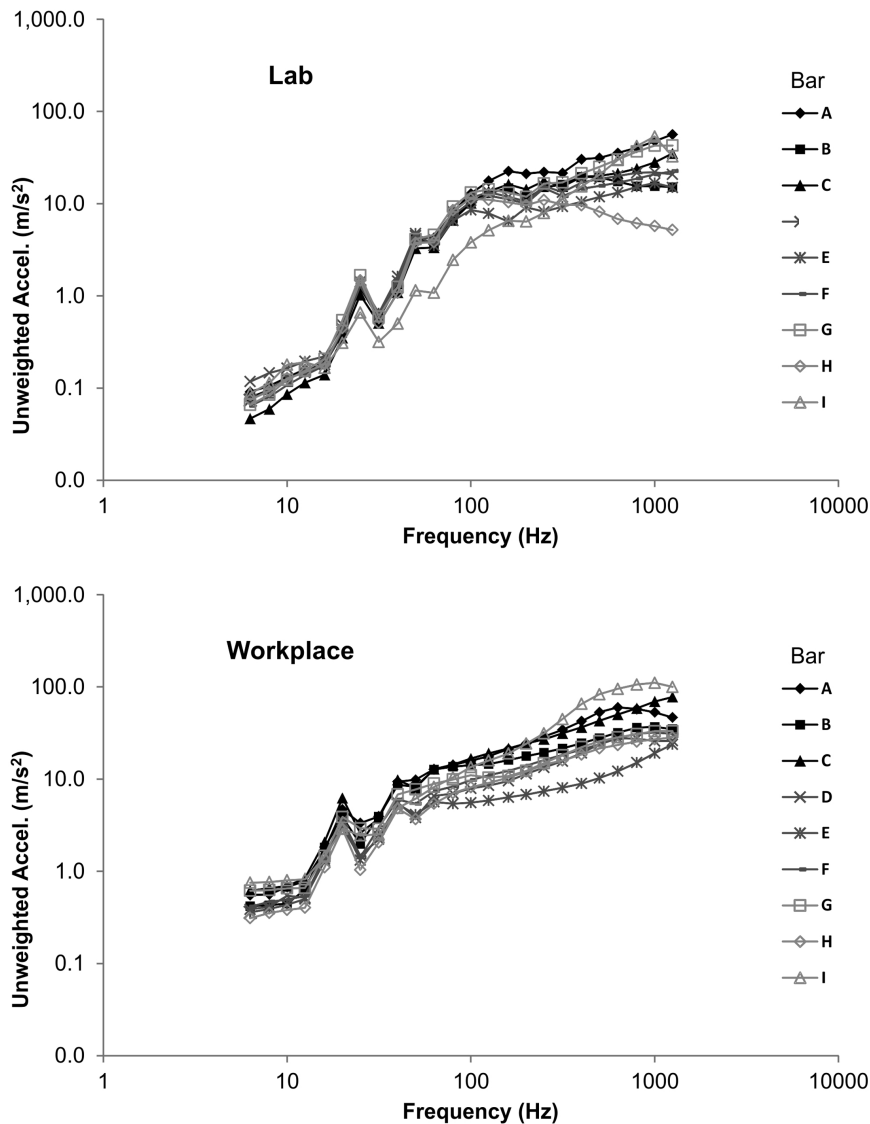 1,000.0
Lab
Bar
100.0
A
B
C
10.0
E
1.0
F
G
0.1
H
I
0.0
1
10
100
1000
10000
Unweighted Accel. (m/s²)
Frequency (Hz)
1,000.0
Workplace
Bar
100.0
A
B
C
10.0
D
E
1.0
F
G
0.1
H
I
0.0
1
10
100
1000
10000
Unweighted Accel. (m/s²)
Frequency (Hz)